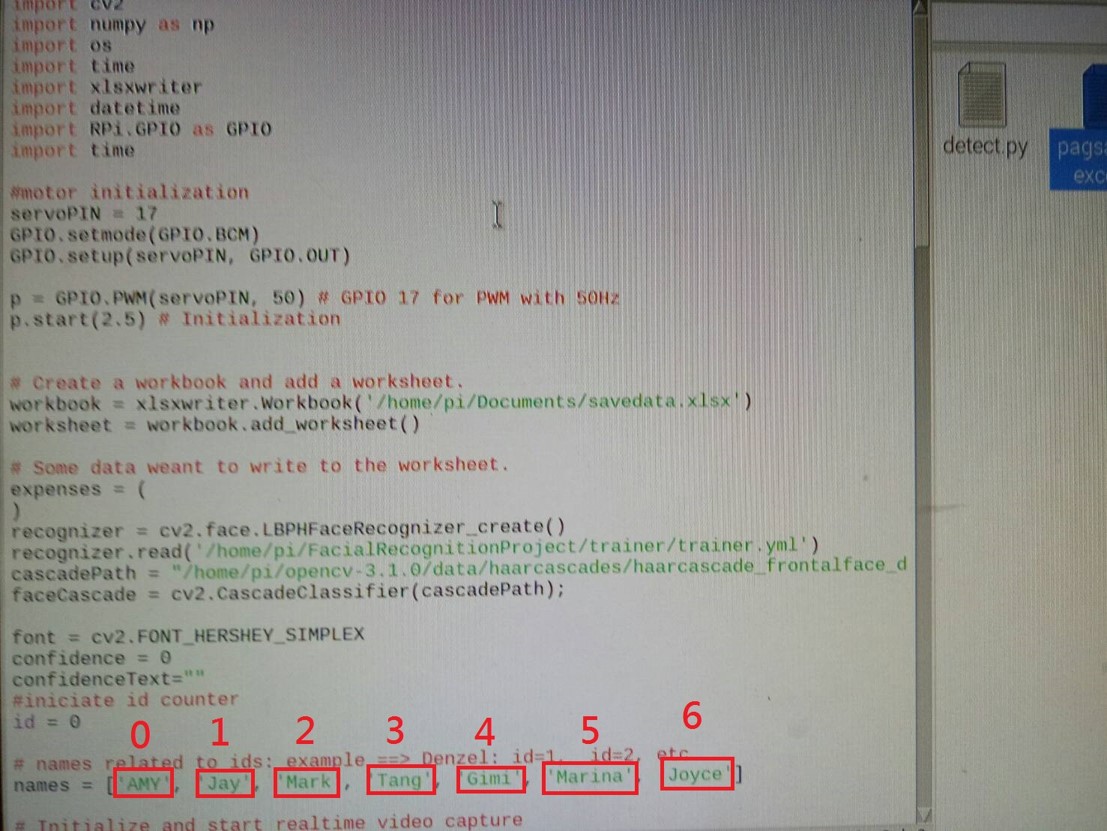 import cv2
import numpy as np
import os
import time
import xlsxwriter
import datetime
import RPi.GPIO as GPIO
import time
#motor initialization
servoPIN = 17
GPIO.setmode(GPIO.BCM)
GPIO.setup(servoPIN, GPIO.OUT)
p = GPIO.PWM(servoPIN, 50) # GPIO 17 for PWM with 50Hz
p.start(2.5) # Initialization
# Create a workbook and add a worksheet.
workbook = xlsxwriter.Workbook('/home/pi/Documents/savedata.xlsx')
worksheet = workbook.add_worksheet()
# Some data weant to write to the worksheet.
expenses = (
)
recognizer = cv2.face.LBPHFaceRecognizer_create()
recognizer.read('/home/pi/FacialRecognitionProject/trainer/trainer.yml')
cascadePath = "/home/pi/opencv-3.1.0/data/haarcascades/haarcascade_frontalface_d
faceCascade = cv2.CascadeClassifier(cascadePath);
font = cv2.FONT_HERSHEY_SIMPLEX
confidence = 0
confidenceText=""
#iniciate id counter
id = 0
0 1 2 3 4 5 6
# names related to ids: example ==> Denzel: id=1, id=2, etc
names = ['AMY', 'Jay', 'Mark', 'Tang', 'Gimi', 'Marina', 'Joyce']
# Initialize and start realtime video capture
detect.py
pagsa
exce